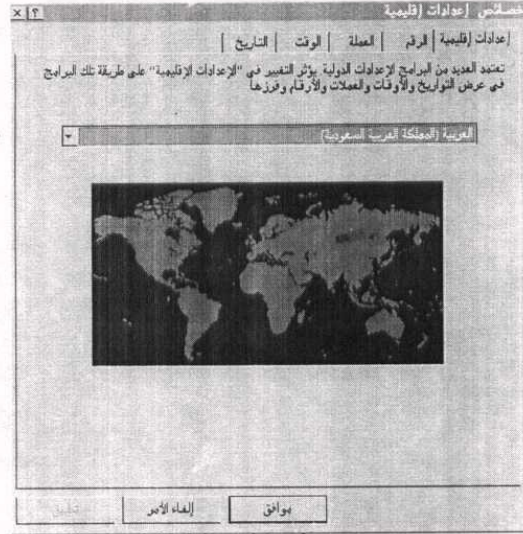 خصائص إعدادات إقليمية
إعدادات إقليمية | الرقم | العملة | الوقت | التاريخ
تعتمد العديد من البرامج الإعدادات الدولية. يؤثر التغيير في "الإعدادات الإقليمية" على طريقة تلك البرامج
في عرض التواريخ والأوقات والعملات والأرقام وفرزها
العربية (المملكة العربية السعودية)
موافق إلغاء الأمر تطبيق